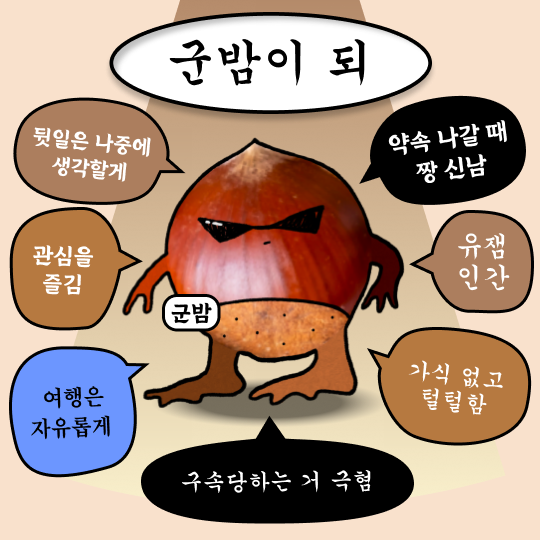 군밤이 되
뒷일은 나중에
생각할게
약속 나갈 때
짱 신남
관심을
즐김
유잼
인간
군밤
여행은
자유롭게
가식 없고
털털함
구속당하는 거 극혐